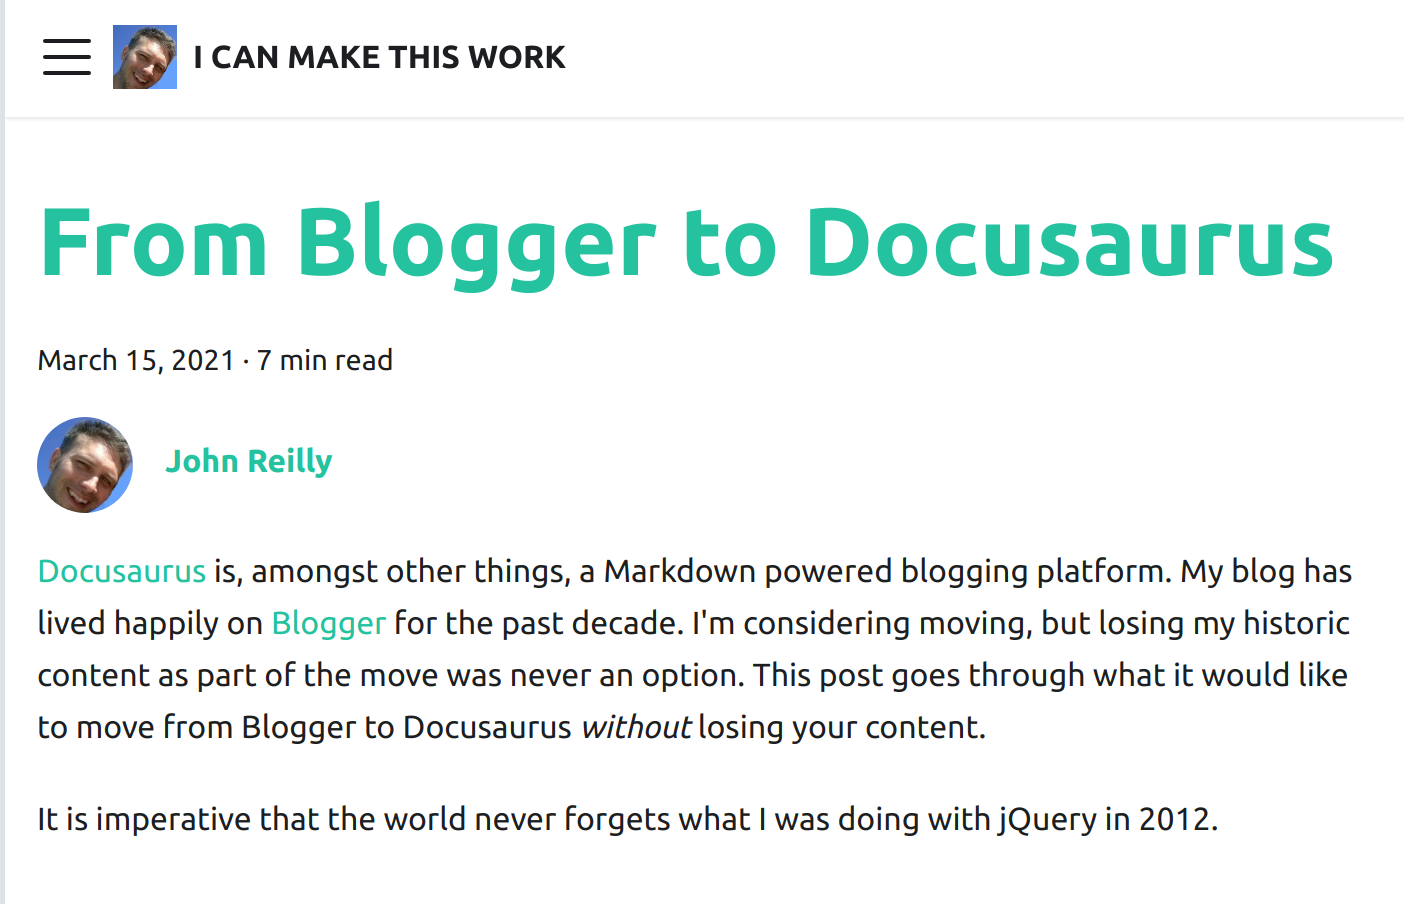 I CAN MAKE THIS WORK
From Blogger to Docusaurus
March 15, 2021 · 7 min read
John Reilly
Docusaurus is, amongst other things, a Markdown powered blogging platform. My blog has
lived happily on Blogger for the past decade. I'm considering moving, but losing my historic
content as part of the move was never an option. This post goes through what it would like
to move from Blogger to Docusaurus without losing your content.
It is imperative that the world never forgets what I was doing with jQuery in 2012.